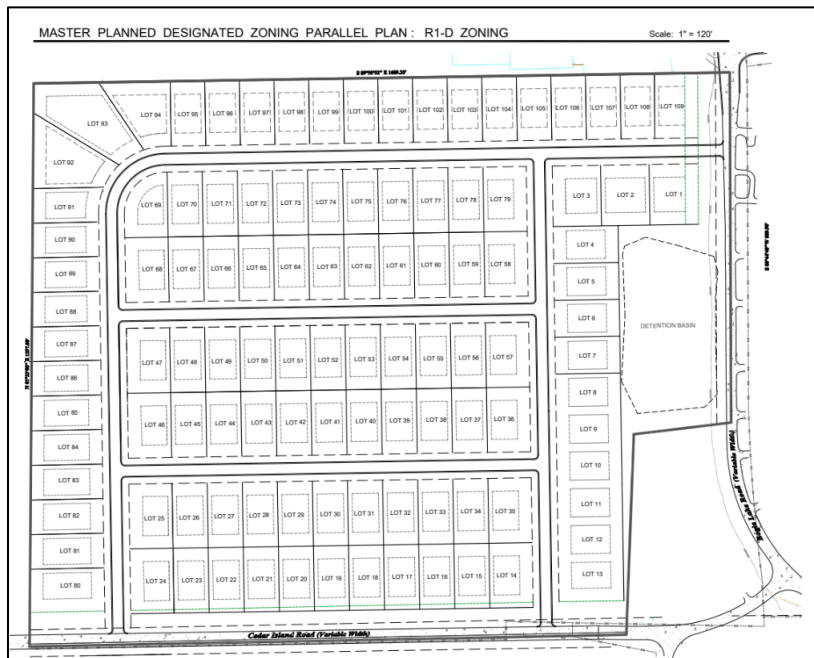 MASTER PLANNED DESIGNATED ZONING PARALLEL PLAN : R1-D ZONING
Scale: 1" = 120'
LOT 93
LOT 94
LOT 95
LOT 96
LOT 97
LOT 98
LOT 99
LOT 100
LOT 101
LOT 102
LOT 103
LOT 104
LOT 105
LOT 106
LOT 107
LOT 108
LOT 109
LOT 92
LOT 91
LOT 69
LOT 70
LOT 71
LOT 72
LOT 73
LOT 74
LOT 75
LOT 76
LOT 77
LOT 78
LOT 79
LOT 3
LOT 2
LOT 1
LOT 90
LOT 4
LOT 89
LOT 68
LOT 67
LOT 66
LOT 65
LOT 64
LOT 63
LOT 62
LOT 61
LOT 60
LOT 59
LOT 58
LOT 5
LOT 88
LOT 6
DETENTION BASIN
LOT 87
LOT 47
LOT 48
LOT 49
LOT 50
LOT 51
LOT 52
LOT 53
LOT 54
LOT 55
LOT 56
LOT 57
LOT 7
LOT 86
LOT 8
LOT 85
LOT 46
LOT 45
LOT 44
LOT 43
LOT 42
LOT 41
LOT 40
LOT 39
LOT 38
LOT 37
LOT 36
LOT 9
LOT 84
LOT 10
LOT 83
LOT 11
LOT 82
LOT 25
LOT 26
LOT 27
LOT 28
LOT 29
LOT 30
LOT 31
LOT 32
LOT 33
LOT 34
LOT 35
LOT 12
LOT 81
LOT 13
LOT 80
LOT 24
LOT 23
LOT 22
LOT 21
LOT 20
LOT 19
LOT 18
LOT 17
LOT 16
LOT 15
LOT 14
Cedar Island Road (Variable Width)
Road (Variable Width)